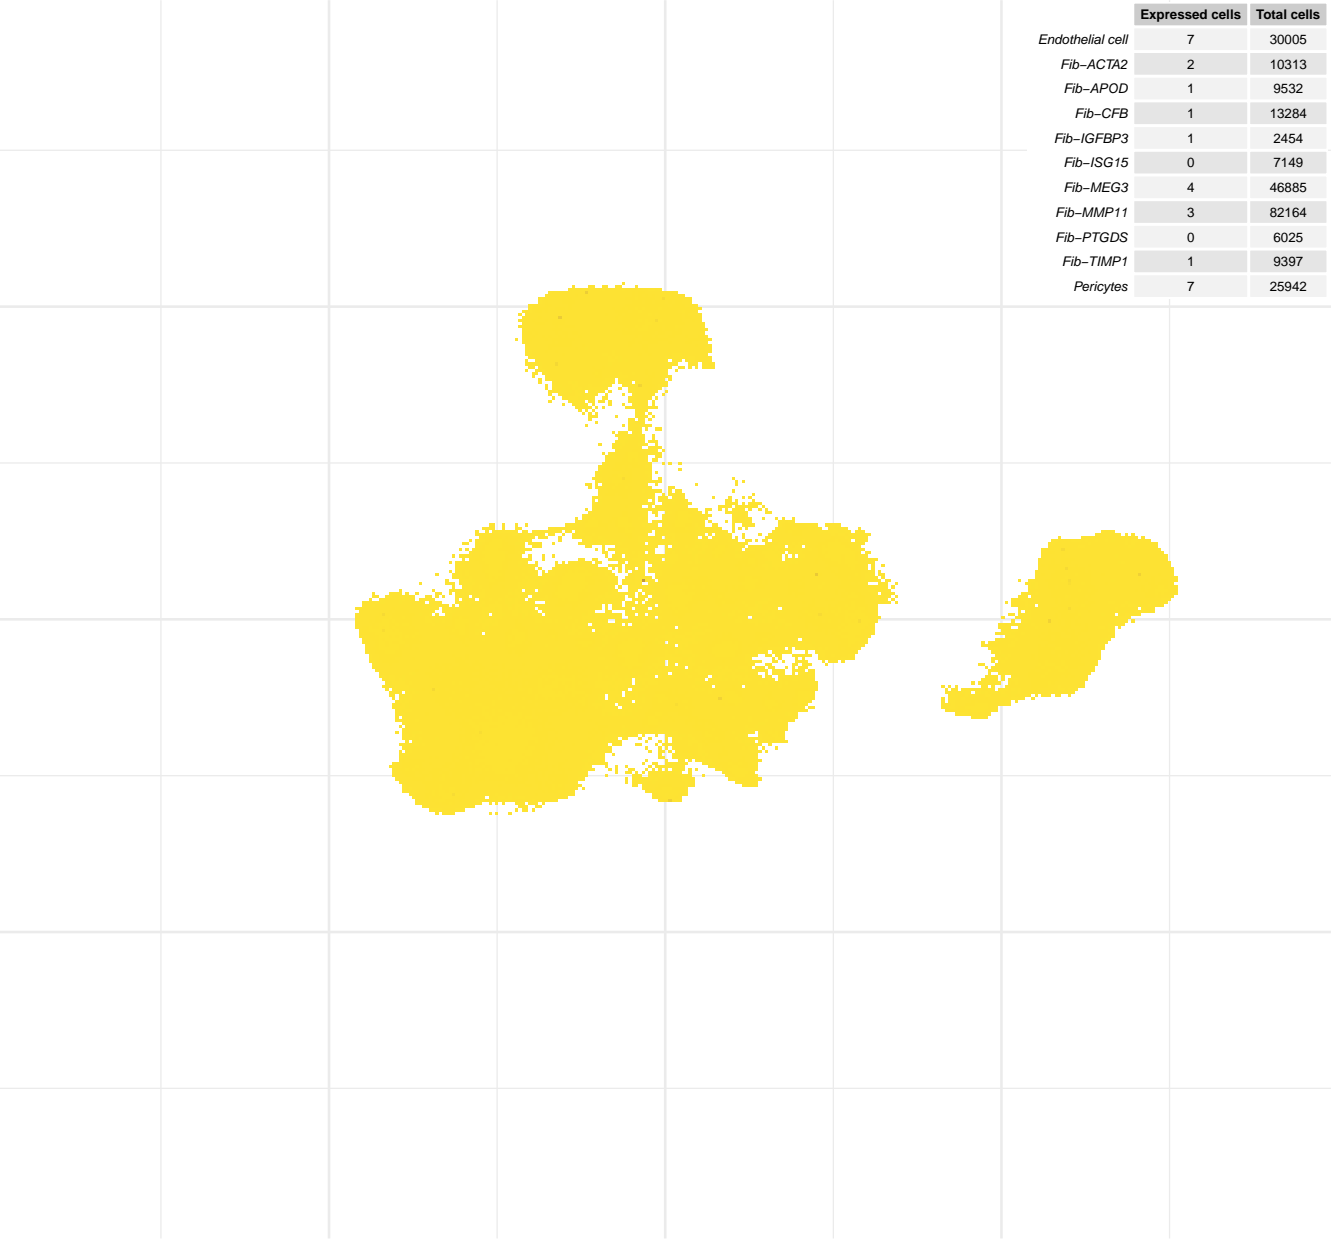 Expressed cells Total cells
Endothelial cell 7 30005
Fib−ACTA2 2 10313
Fib−APOD 1 9532
Fib−CFB 1 13284
Fib−IGFBP3 1 2454
Fib−ISG15 0 7149
Fib−MEG3 4 46885
Fib−MMP11 3 82164
Fib−PTGDS 0 6025
Fib−TIMP1 1 9397
Pericytes 7 25942